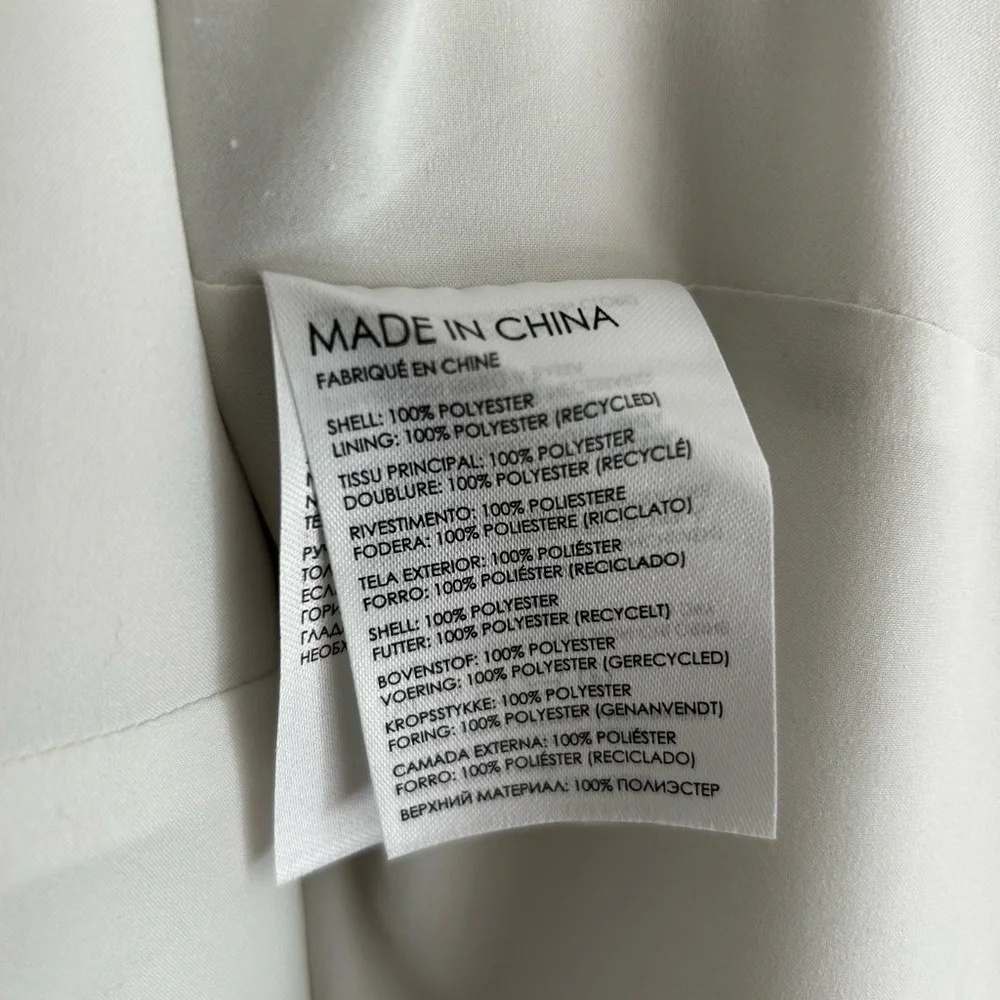 MADE IN CHINA
FABRIQUÉ EN CHINE
SHELL: 100% POLYESTER
LINING: 100% POLYESTER (RECYCLED)
TISSU PRINCIPAL: 100% POLYESTER
DOUBLURE: 100% POLYESTER (RECYCLÉ)
RIVESTIMENTO: 100% POLIESTERE
FODERA: 100% POLIESTERE (RICICLATO)
TELA EXTERIOR: 100% POLIÉSTER
FORRO: 100% POLIÉSTER (RECICLADO)
SHELL: 100% POLYESTER
FUTTER: 100% POLYESTER (RECYCELT)
BOVENSTOF: 100% POLYESTER
VOERING: 100% POLYESTER (GERECYCLED)
KROPSSTYKKE: 100% POLYESTER
FORING: 100% POLYESTER (GENANVENDT)
CAMADA EXTERNA: 100% POLIÉSTER
FORRO: 100% POLIÉSTER (RECICLADO)
ВЕРХНИЙ МАТЕРИАЛ: 100% ПОЛИЭСТЕР